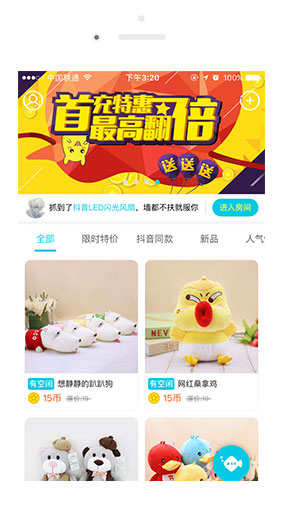 中国联通 下午3:20 100%
首充特惠
最高翻1倍
送送送
抓到了抖音LED闪光风扇，墙都不扶就服你 进入房间
全部 限时特价 抖音同款 新品 人气
有空闲 想静静的趴趴狗
15币 原价:19
有空闲 网红桑拿鸡
15币 原价:19